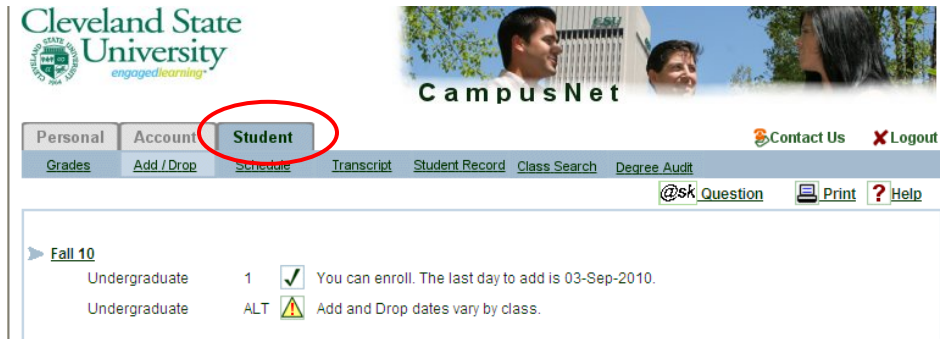 Cleveland State
University
engagedlearning
CampusNet
Personal Account Student
Contact Us Logout
Grades Add / Drop Schedule Transcript Student Record Class Search Degree Audit
@sk Question Print ? Help
Fall 10
Undergraduate 1 You can enroll. The last day to add is 03-Sep-2010.
Undergraduate ALT Add and Drop dates vary by class.